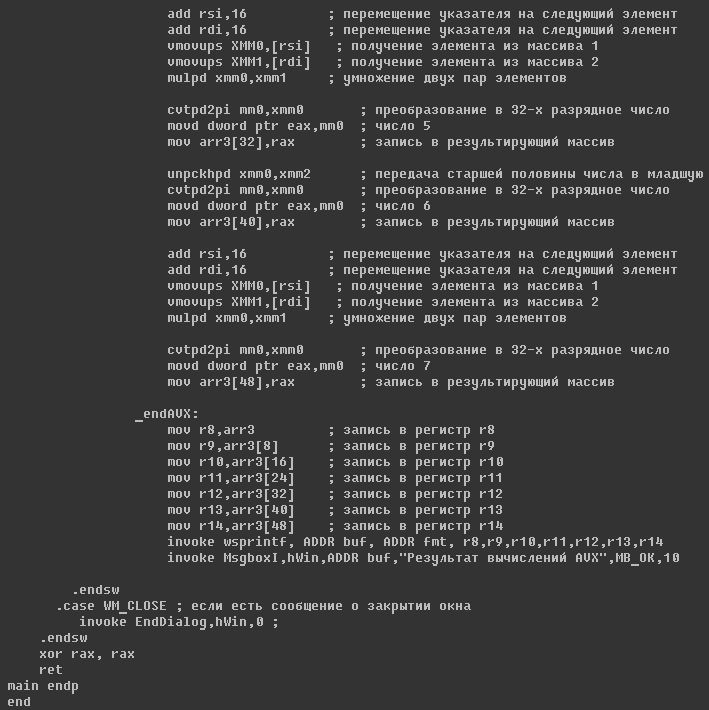 add rsi,16 ; перемещение указателя на следующий элемент
add rdi,16 ; перемещение указателя на следующий элемент
vmovups XMM0,[rsi] ; получение элемента из массива 1
vmovups XMM1,[rdi] ; получение элемента из массива 2
mulpd xmm0,xmm1 ; умножение двух пар элементов
cvtpd2pi mm0,xmm0 ; преобразование в 32-х разрядное число
movd dword ptr eax,mm0 ; число 5
mov arr3[32],rax ; запись в результирующий массив
unpckhpd xmm0,xmm2 ; передача старшей половины числа в младшую
cvtpd2pi mm0,xmm0 ; преобразование в 32-х разрядное число
movd dword ptr eax,mm0 ; число 6
mov arr3[40],rax ; запись в результирующий массив
add rsi,16 ; перемещение указателя на следующий элемент
add rdi,16 ; перемещение указателя на следующий элемент
vmovups XMM0,[rsi] ; получение элемента из массива 1
vmovups XMM1,[rdi] ; получение элемента из массива 2
mulpd xmm0,xmm1 ; умножение двух пар элементов
cvtpd2pi mm0,xmm0 ; преобразование в 32-х разрядное число
movd dword ptr eax,mm0 ; число 7
mov arr3[48],rax ; запись в результирующий массив
_endAVX:
mov r8,arr3 ; запись в регистр r8
mov r9,arr3[8] ; запись в регистр r9
mov r10,arr3[16] ; запись в регистр r10
mov r11,arr3[24] ; запись в регистр r11
mov r12,arr3[32] ; запись в регистр r12
mov r13,arr3[40] ; запись в регистр r13
mov r14,arr3[48] ; запись в регистр r14
invoke wsprintf, ADDR buf, ADDR fmt, r8,r9,r10,r11,r12,r13,r14
invoke MsgboxI,hWin,ADDR buf,"Результат вычислений AVX",MB_OK,10
.endsw
.case WM_CLOSE ; если есть сообщение о закрытии окна
invoke EndDialog,hWin,0 ;
.endsw
xor rax, rax
ret
main endp
end